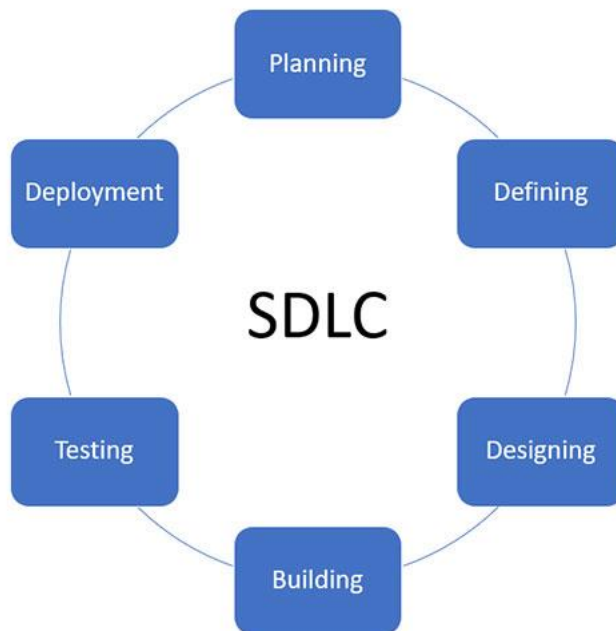 Planning
Defining
Designing
Building
Testing
Deployment
SDLC